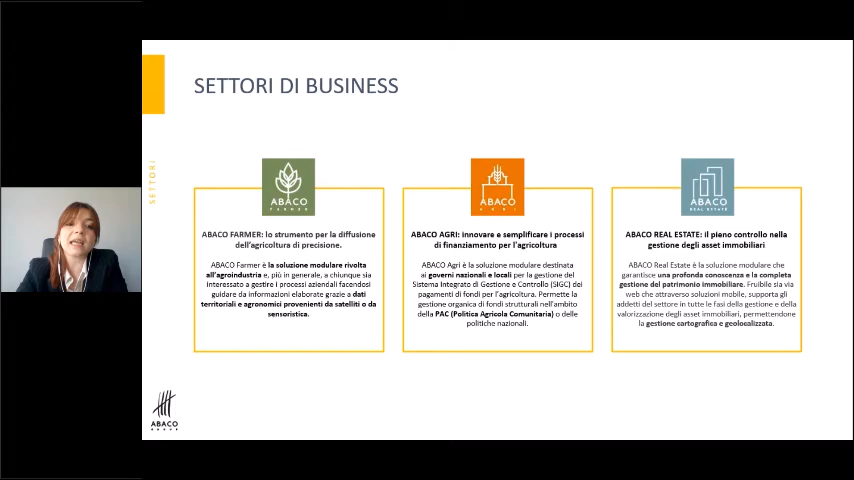 SETTORI DI BUSINESS
SETTORI
ABACO
FARMER
ABACO FARMER: lo strumento per la diffusione
dell'agricoltura di precisione.
ABACO Farmer è la soluzione modulare rivolta
all'agroindustria e, più in generale, a chiunque sia
interessato a gestire i processi aziendali facendosi
guidare da informazioni elaborate grazie a dati
territoriali e agronomici provenienti da satelliti o da
sensoristica.
ABACO
AGRI
ABACO AGRI: innovare e semplificare i processi
di finanziamento per l'agricoltura
ABACO Agri è la soluzione modulare destinata
ai governi nazionali e locali per la gestione del
Sistema Integrato di Gestione e Controllo (SIGC) dei
pagamenti di fondi per l'agricoltura. Permette la
gestione organica di fondi strutturali nell'ambito
della PAC (Politica Agricola Comunitaria) o delle
politiche nazionali.
ABACO
REAL ESTATE
ABACO REAL ESTATE: il pieno controllo nella
gestione degli asset immobiliari
ABACO Real Estate è la soluzione modulare che
garantisce una profonda conoscenza e la completa
gestione del patrimonio immobiliare. Fruibile sia via
web che attraverso soluzioni mobile, supporta gli
addetti del settore in tutte le fasi della gestione e della
valorizzazione degli asset immobiliari, permettendone
la gestione cartografica e geolocalizzata.
ABACO
GROUP